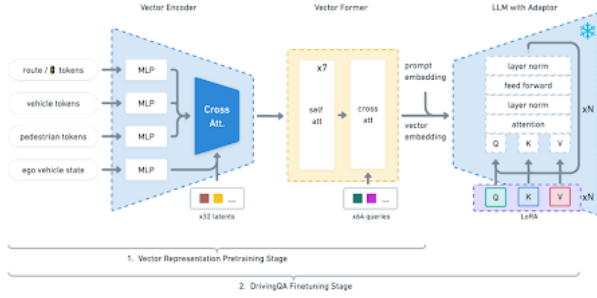 Vector Encoder
Vector Former
LLM with Adaptor
route / tokens
MLP
vehicle tokens
MLP
pedestrian tokens
MLP
ego vehicle state
MLP
Cross
Att.
...
x32 latents
x7
self
att
cross
att.
...
x64 queries
prompt
embedding
vector
embedding
layer norm
feed forward
layer norm
attention
Q K V
xN
Q K V
xN
LoRA
1. Vector Representation Pretraining Stage
2. DrivingQA Finetuning Stage